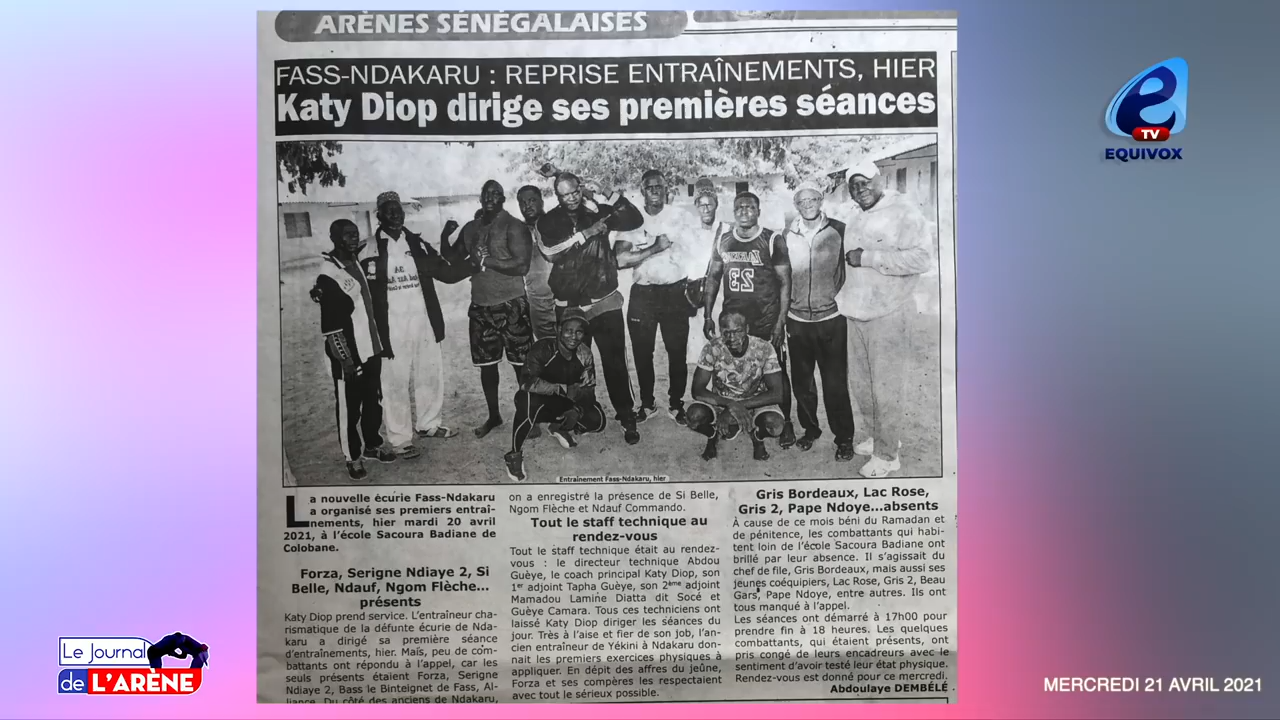 ARÈNES SÉNÉGALAISES
FASS-NDAKARU : REPRISE ENTRAÎNEMENTS, HIER
Katy Diop dirige ses premières séances
e
TV
EQUIVOX
23
Entraînement Fass-Ndakaru, hier
La nouvelle écurie Fass-Ndakaru
a organisé ses premiers entraî-
nements, hier mardi 20 avril
2021, à l'école Sacoura Badiane de
Colobane.
Forza, Serigne Ndiaye 2, Si
Belle, Ndauf, Ngom Flèche...
présents
Katy Diop prend service. L'entraîneur cha-
rismatique de la défunte écurie de Nda-
karu a dirigé sa première séance
d'entraînements, hier. Mais, peu de com-
battants ont répondu à l'appel, car les
seuls présents étaient Forza, Serigne
Ndiaye 2, Bass le Binteignet de Fass, Al-
liance. Du côté des anciens de Ndakaru,
on a enregistré la présence de Si Belle,
Ngom Flèche et Ndauf Commando.
Tout le staff technique au
rendez-vous
Tout le staff technique était au rendez-
vous : le directeur technique Abdou
Guèye, le coach principal Katy Diop, son
1er adjoint Tapha Guèye, son 2ème adjoint
Mamadou Lamine Diatta dit Socé et
Guèye Camara. Tous ces techniciens ont
laissé Katy Diop diriger les séances du
jour. Très à l'aise et fier de son job, l'an-
cien entraîneur de Yékini à Ndakaru don-
nait les premiers exercices physiques à
appliquer. En dépit des affres du jeûne,
Forza et ses compères les respectaient
avec tout le sérieux possible.
Gris Bordeaux, Lac Rose,
Gris 2, Pape Ndoye...absents
À cause de ce mois béni du Ramadan et
de pénitence, les combattants qui habi-
tent loin de l'école Sacoura Badiane ont
brillé par leur absence. Il s'agissait du
chef de file, Gris Bordeaux, mais aussi ses
jeunes coéquipiers, Lac Rose, Gris 2, Beau
Gars, Pape Ndoye, entre autres. Ils ont
tous manqué à l'appel.
Les séances ont démarré à 17h00 pour
prendre fin à 18 heures. Les quelques
combattants, qui étaient présents, ont
pris congé de leurs encadreurs avec le
sentiment d'avoir testé leur état physique.
Rendez-vous est donné pour ce mercredi.
Abdoulaye DEMBÉLÉ
Le Journal
de L'ARÈNE
MERCREDI 21 AVRIL 2021